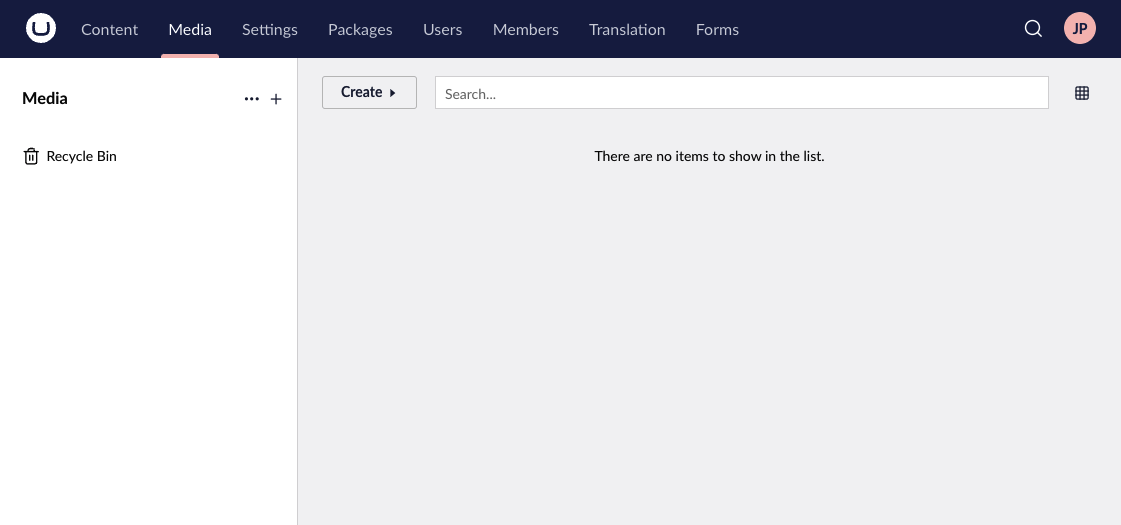 Content Media Settings Packages Users Members Translation Forms JP
Media
Create
Search...
Recycle Bin
There are no items to show in the list.